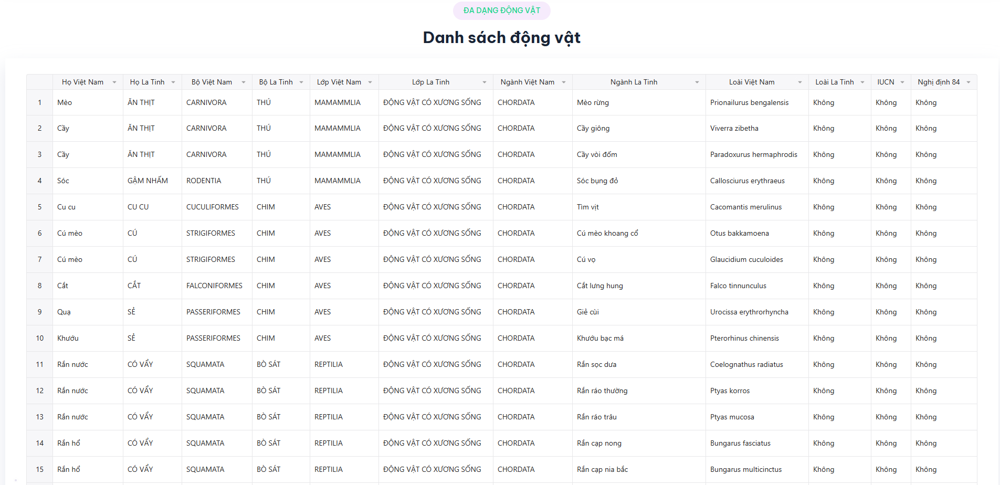 ĐA DẠNG ĐỘNG VẬT
Danh sách động vật
Họ Việt Nam Họ La Tinh Bộ Việt Nam Bộ La Tinh Lớp Việt Nam Lớp La Tinh Ngành Việt Nam Ngành La Tinh Loài Việt Nam Loài La Tinh IUCN Nghị định 84
1 Mèo ĂN THỊT CARNIVORA THÚ MAMAMMLIA ĐỘNG VẬT CÓ XƯƠNG SỐNG CHORDATA Mèo rừng Prionailurus bengalensis Không Không Không
2 Cầy ĂN THỊT CARNIVORA THÚ MAMAMMLIA ĐỘNG VẬT CÓ XƯƠNG SỐNG CHORDATA Cầy giông Viverra zibetha Không Không Không
3 Cầy ĂN THỊT CARNIVORA THÚ MAMAMMLIA ĐỘNG VẬT CÓ XƯƠNG SỐNG CHORDATA Cầy vòi đốm Paradoxurus hermaphrodis Không Không Không
4 Sóc GẬM NHẤM RODENTIA THÚ MAMAMMLIA ĐỘNG VẬT CÓ XƯƠNG SỐNG CHORDATA Sóc bụng đỏ Callosciurus erythraeus Không Không Không
5 Cu cu CU CU CUCULIFORMES CHIM AVES ĐỘNG VẬT CÓ XƯƠNG SỐNG CHORDATA Tìm vịt Cacomantis merulinus Không Không Không
6 Cú mèo CÚ STRIGIFORMES CHIM AVES ĐỘNG VẬT CÓ XƯƠNG SỐNG CHORDATA Cú mèo khoang cổ Otus bakkamoena Không Không Không
7 Cú mèo CÚ STRIGIFORMES CHIM AVES ĐỘNG VẬT CÓ XƯƠNG SỐNG CHORDATA Cú vọ Glaucidium cuculoides Không Không Không
8 Cắt CẮT FALCONIFORMES CHIM AVES ĐỘNG VẬT CÓ XƯƠNG SỐNG CHORDATA Cắt lưng hung Falco tinnunculus Không Không Không
9 Quạ SẺ PASSERIFORMES CHIM AVES ĐỘNG VẬT CÓ XƯƠNG SỐNG CHORDATA Giẻ cùi Urocissa erythrorhyncha Không Không Không
10 Khướu SẺ PASSERIFORMES CHIM AVES ĐỘNG VẬT CÓ XƯƠNG SỐNG CHORDATA Khướu bạc má Pterorhinus chinensis Không Không Không
11 Rắn nước CÓ VẨY SQUAMATA BÒ SÁT REPTILIA ĐỘNG VẬT CÓ XƯƠNG SỐNG CHORDATA Rắn sọc dưa Coelognathus radiatus Không Không Không
12 Rắn nước CÓ VẨY SQUAMATA BÒ SÁT REPTILIA ĐỘNG VẬT CÓ XƯƠNG SỐNG CHORDATA Rắn ráo thường Ptyas korros Không Không Không
13 Rắn nước CÓ VẨY SQUAMATA BÒ SÁT REPTILIA ĐỘNG VẬT CÓ XƯƠNG SỐNG CHORDATA Rắn ráo trâu Ptyas mucosa Không Không Không
14 Rắn hổ CÓ VẨY SQUAMATA BÒ SÁT REPTILIA ĐỘNG VẬT CÓ XƯƠNG SỐNG CHORDATA Rắn cạp nong Bungarus fasciatus Không Không Không
15 Rắn hổ CÓ VẨY SQUAMATA BÒ SÁT REPTILIA ĐỘNG VẬT CÓ XƯƠNG SỐNG CHORDATA Rắn cạp nia bắc Bungarus multicinctus Không Không Không